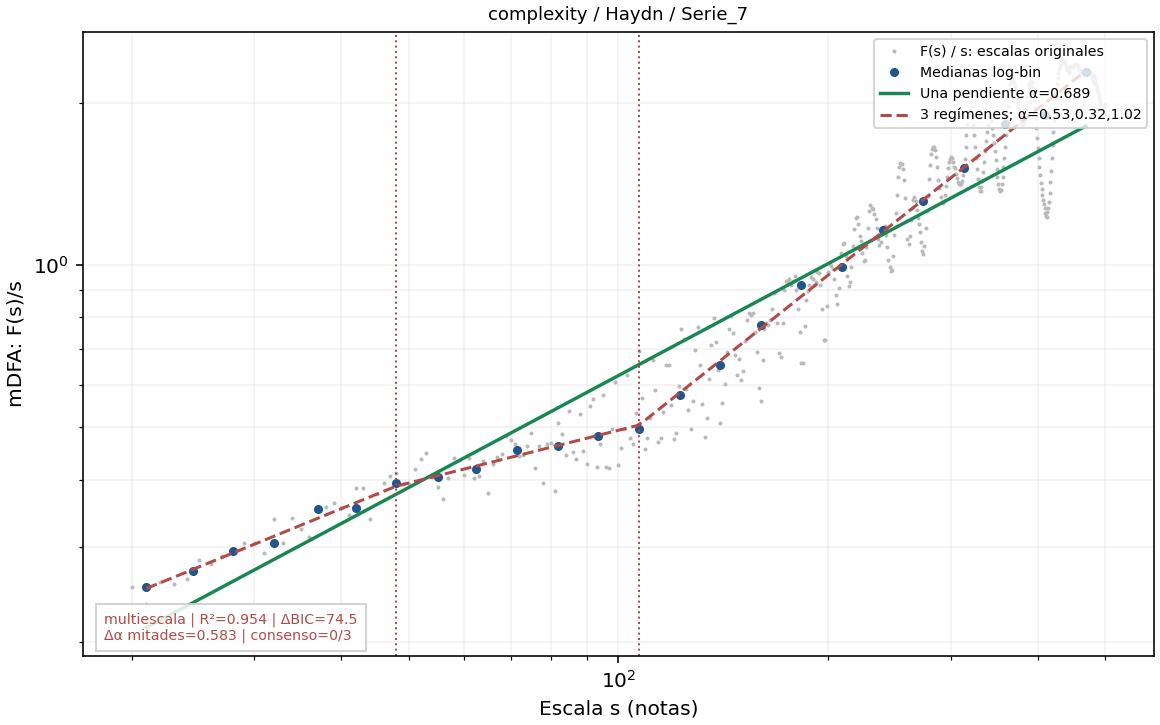 complexity / Haydn / Serie_7
F(s) / s: escalas originales
Medianas log-bin
Una pendiente α=0.689
3 regímenes; α=0.53,0.32,1.02
10⁰
mDFA: F(s)/s
multiescala | R²=0.954 | ΔBIC=74.5
Δα mitades=0.583 | consenso=0/3
10²
Escala s (notas)